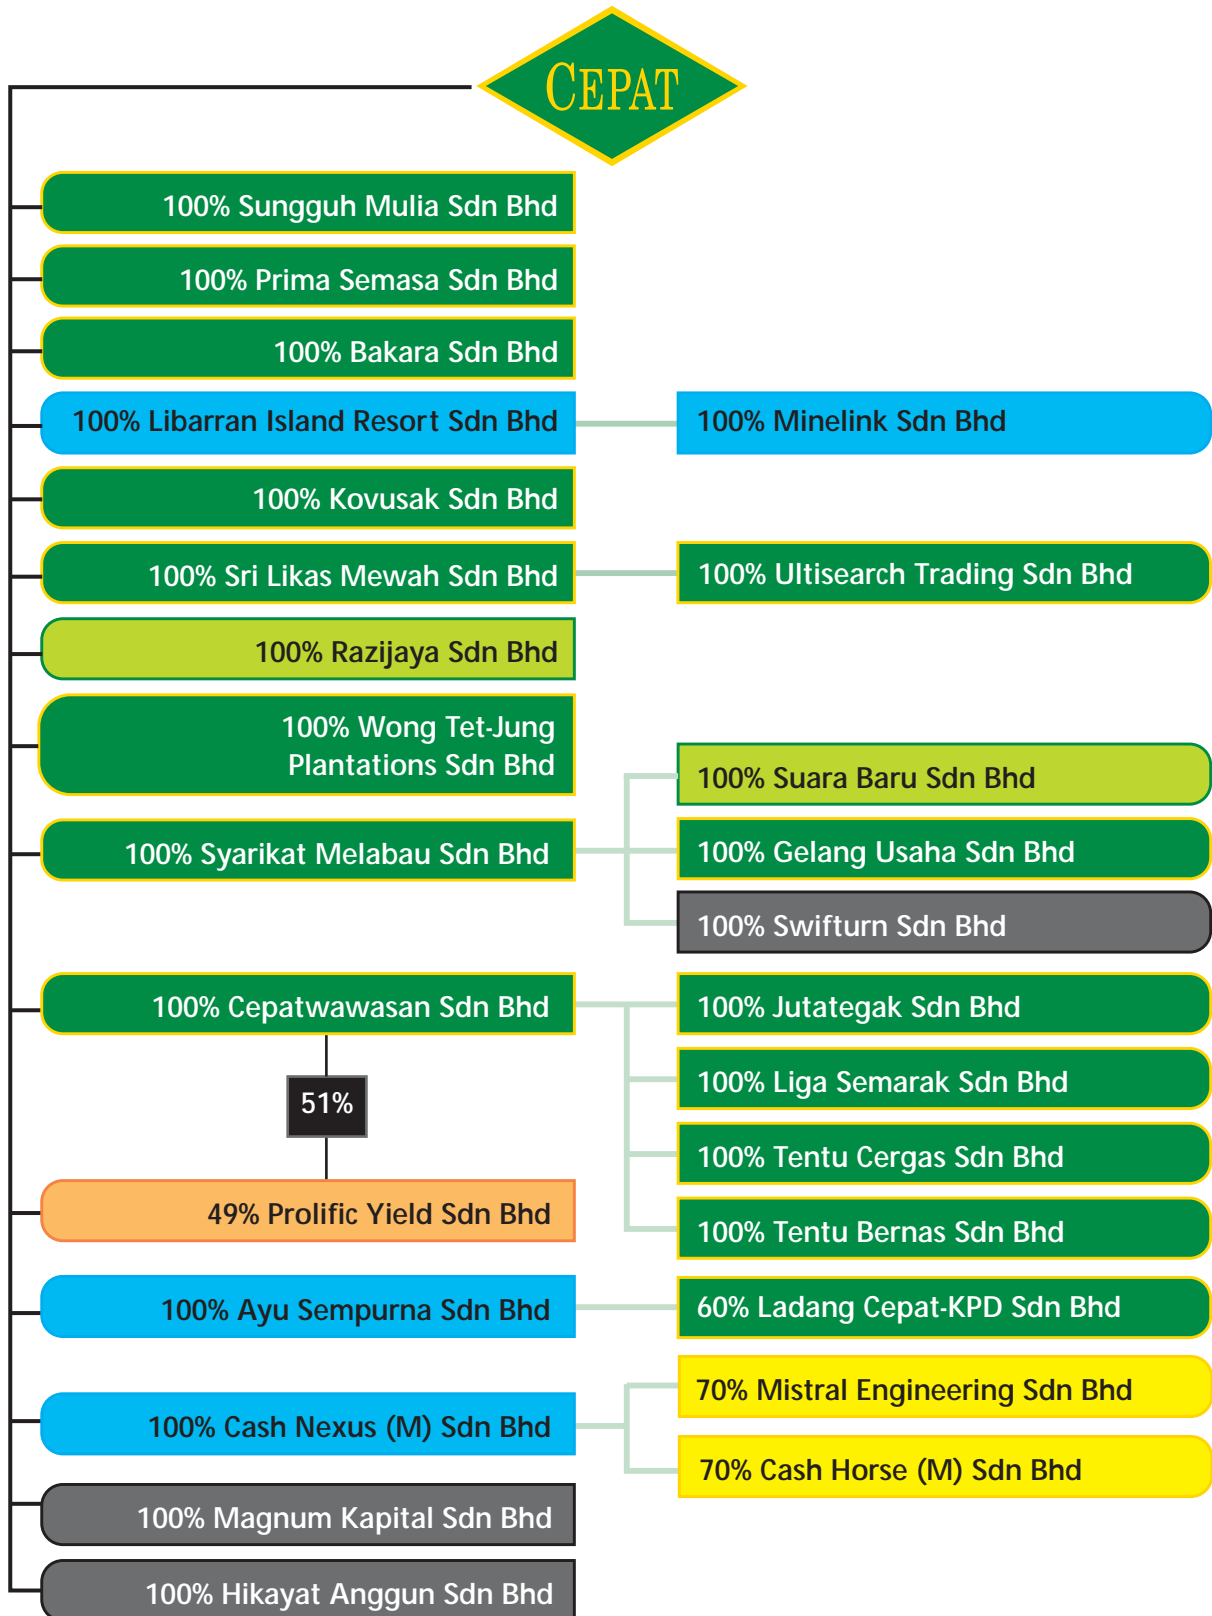 CEPAT
100% Sungguh Mulia Sdn Bhd
100% Prima Semasa Sdn Bhd
100% Bakara Sdn Bhd
100% Libarran Island Resort Sdn Bhd
100% Minelink Sdn Bhd
100% Kovusak Sdn Bhd
100% Sri Likas Mewah Sdn Bhd
100% Ultisearch Trading Sdn Bhd
100% Razijaya Sdn Bhd
100% Wong Tet-Jung
Plantations Sdn Bhd
100% Syarikat Melabau Sdn Bhd
100% Suara Baru Sdn Bhd
100% Gelang Usaha Sdn Bhd
100% Swifturn Sdn Bhd
100% Cepatwawasan Sdn Bhd
51%
100% Jutategak Sdn Bhd
100% Liga Semarak Sdn Bhd
100% Tentu Cergas Sdn Bhd
100% Tentu Bernas Sdn Bhd
49% Prolific Yield Sdn Bhd
100% Ayu Sempurna Sdn Bhd
60% Ladang Cepat-KPD Sdn Bhd
100% Cash Nexus (M) Sdn Bhd
70% Mistral Engineering Sdn Bhd
70% Cash Horse (M) Sdn Bhd
100% Magnum Kapital Sdn Bhd
100% Hikayat Anggun Sdn Bhd